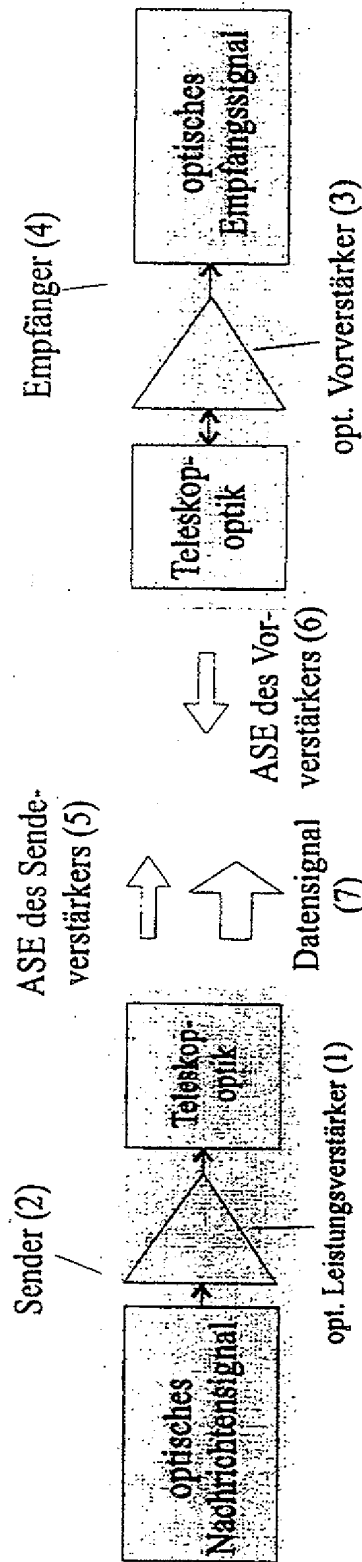 Sender (2)
optisches
Nachrichtensignal
Teleskop-
optik
opt. Leistungsverstärker (1)
ASE des Sende-
verstärkers (5)
Datensignal
(7)
ASE des Vor-
verstärkers (6)
Empfänger (4)
Teleskop-
optik
optisches
Empfangssignal
opt. Vorverstärker (3)